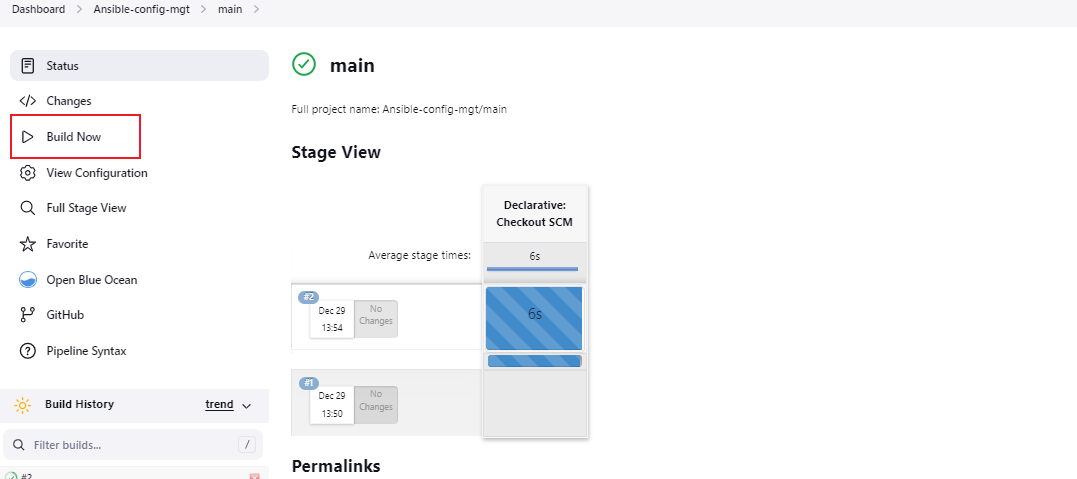 Dashboard > Ansible-config-mgt > main >
Status
Changes
Build Now
View Configuration
Full Stage View
Favorite
Open Blue Ocean
GitHub
Pipeline Syntax
Build History
trend
Filter builds...
/
#2
main
Full project name: Ansible-config-mgt/main
Stage View
Declarative:
Checkout SCM
Average stage times:
6s
#2
Dec 29
13:54
No
Changes
6s
#1
Dec 29
13:50
No
Changes
Permalinks